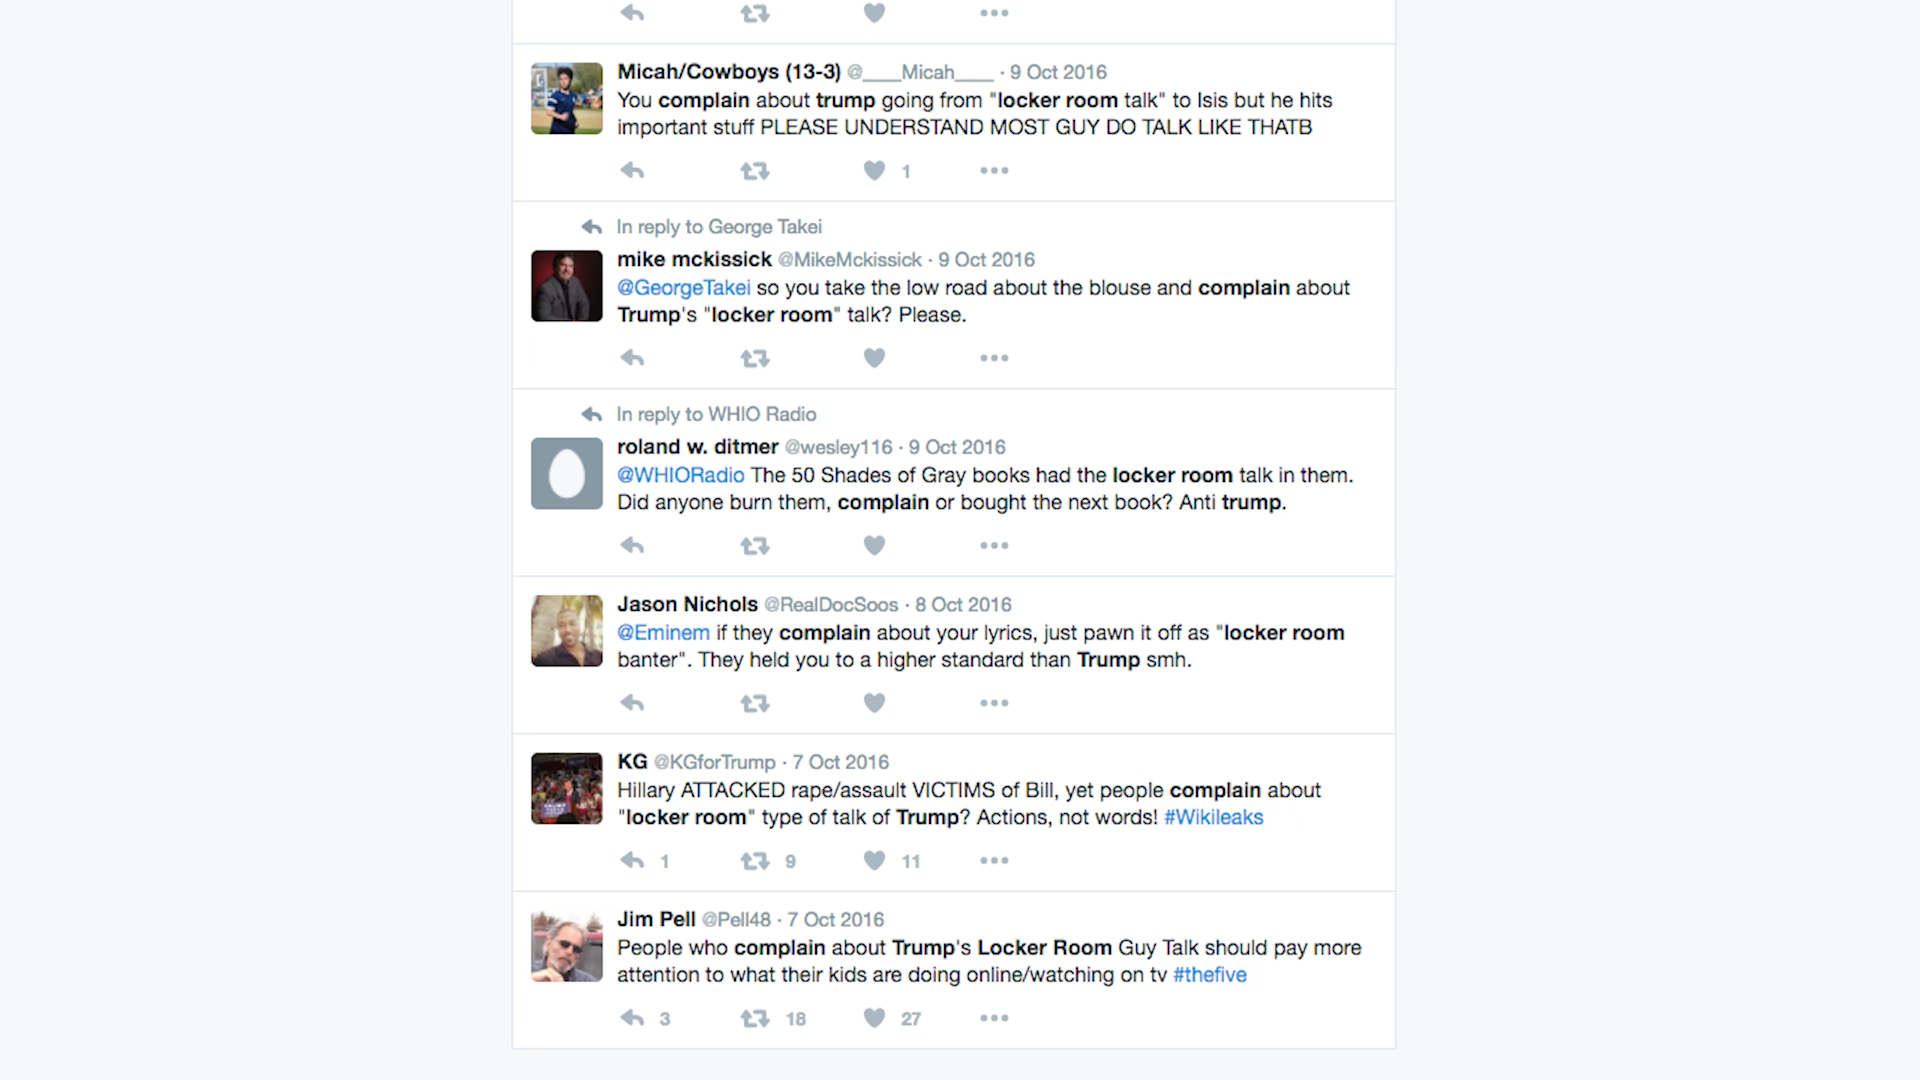 Micah/Cowboys (13-3) @____Micah____ · 9 Oct 2016
You complain about trump going from "locker room talk" to Isis but he hits
important stuff PLEASE UNDERSTAND MOST GUY DO TALK LIKE THATB
1
In reply to George Takei
mike mckissick @MikeMckissick · 9 Oct 2016
@GeorgeTakei so you take the low road about the blouse and complain about
Trump's "locker room" talk? Please.
In reply to WHIO Radio
roland w. ditmer @wesley116 · 9 Oct 2016
@WHIORadio The 50 Shades of Gray books had the locker room talk in them.
Did anyone burn them, complain or bought the next book? Anti trump.
Jason Nichols @RealDocSoos · 8 Oct 2016
@Eminem if they complain about your lyrics, just pawn it off as "locker room
banter". They held you to a higher standard than Trump smh.
KG @KGforTrump · 7 Oct 2016
Hillary ATTACKED rape/assault VICTIMS of Bill, yet people complain about
"locker room" type of talk of Trump? Actions, not words! #Wikileaks
1 9 11
Jim Pell @Pell48 · 7 Oct 2016
People who complain about Trump's Locker Room Guy Talk should pay more
attention to what their kids are doing online/watching on tv #thefive
3 18 27